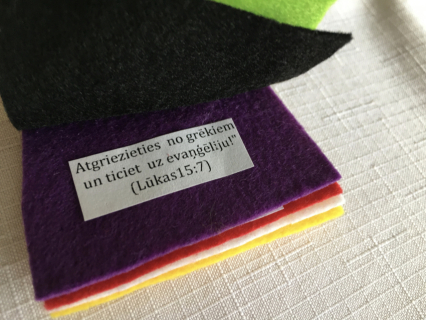 Atgriezieties no grēkiem
un ticiet uz evaņģēliju!"
(Lūkas15:7)